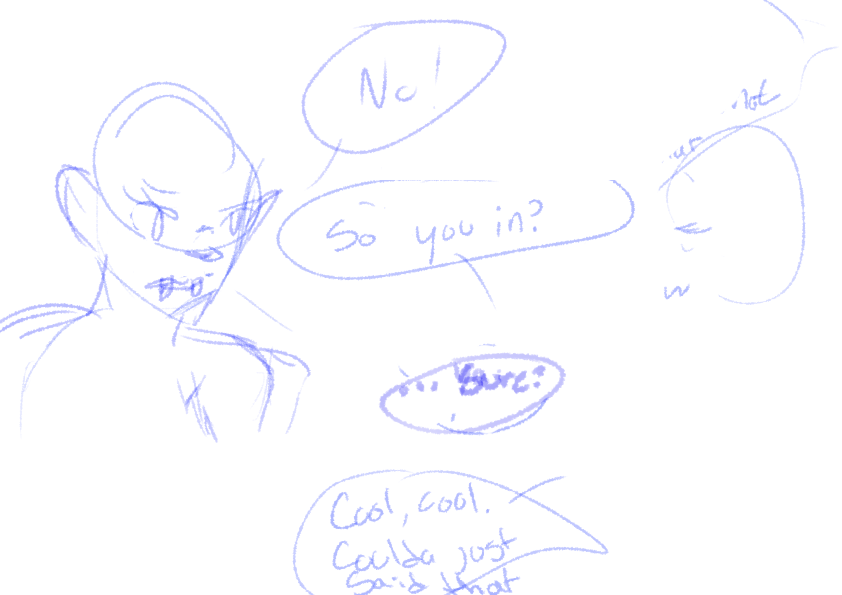 No!
So you in?
... Sure?
Cool, cool.
Coulda just
said that